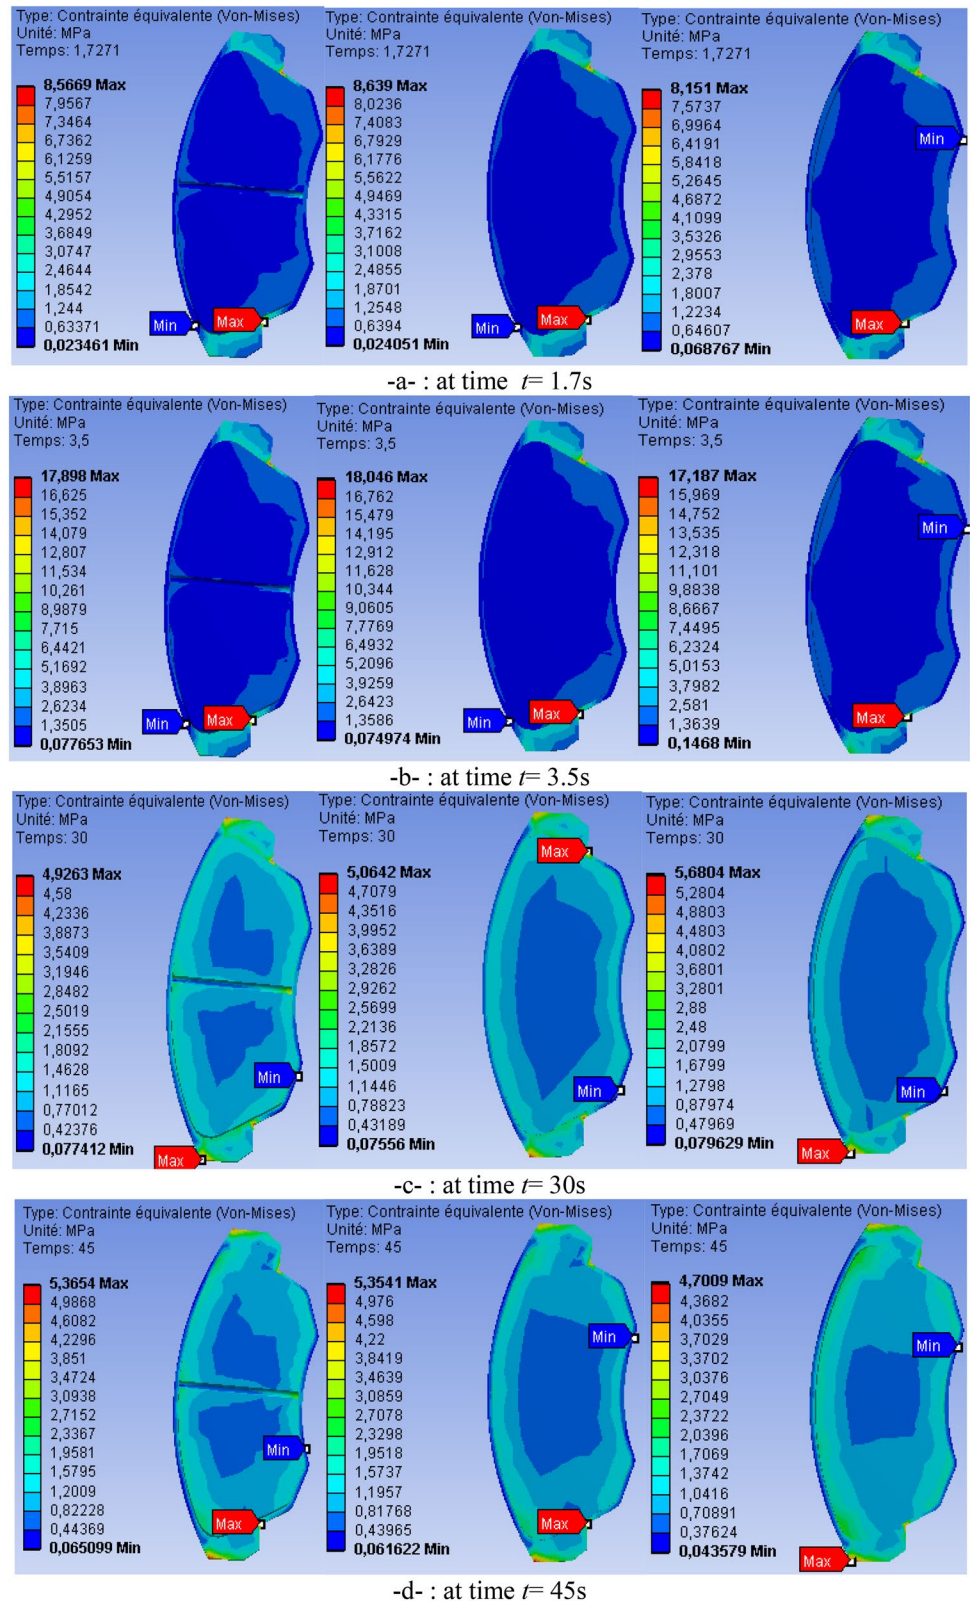 Type: Contrainte équivalente (Von-Mises)
Unité: MPa
Temps: 1,7271
8,5669 Max
7,9567
7,3464
6,7362
6,1259
5,5157
4,9054
4,2952
3,6849
3,0747
2,4644
1,8542
1,244
0,63371
0,023461 Min
Min
Max
Type: Contrainte équivalente (Von-Mises)
Unité: MPa
Temps: 1,7271
8,639 Max
8,0236
7,4083
6,7929
6,1776
5,5622
4,9469
4,3315
3,7162
3,1008
2,4855
1,8701
1,2548
0,6394
0,024051 Min
Min
Max
Type: Contrainte équivalente (Von-Mises)
Unité: MPa
Temps: 1,7271
8,151 Max
7,5737
6,9964
6,4191
5,8418
5,2645
4,6872
4,1099
3,5326
2,9553
2,378
1,8007
1,2234
0,64607
0,068767 Min
Min
Max
-a- : at time t= 1.7s
Type: Contrainte équivalente (Von-Mises)
Unité: MPa
Temps: 3,5
17,898 Max
16,625
15,352
14,079
12,807
11,534
10,261
8,9879
7,715
6,4421
5,1692
3,8963
2,6234
1,3505
0,077653 Min
Min
Max
Type: Contrainte équivalente (Von-Mises)
Unité: MPa
Temps: 3,5
18,046 Max
16,762
15,479
14,195
12,912
11,628
10,344
9,0605
7,7769
6,4932
5,2096
3,9259
2,6423
1,3586
0,074974 Min
Min
Max
Type: Contrainte équivalente (Von-Mises)
Unité: MPa
Temps: 3,5
17,187 Max
15,969
14,752
13,535
12,318
11,101
9,8838
8,6667
7,4495
6,2324
5,0153
3,7982
2,581
1,3639
0,1468 Min
Min
Max
-b- : at time t= 3.5s
Type: Contrainte équivalente (Von-Mises)
Unité: MPa
Temps: 30
4,9263 Max
4,58
4,2336
3,8873
3,5409
3,1946
2,8482
2,5019
2,1555
1,8092
1,4628
1,1165
0,77012
0,42376
0,077412 Min
Min
Max
Type: Contrainte équivalente (Von-Mises)
Unité: MPa
Temps: 30
5,0642 Max
4,7079
4,3516
3,9952
3,6389
3,2826
2,9262
2,5699
2,2136
1,8572
1,5009
1,1446
0,78823
0,43189
0,07556 Min
Max
Min
Type: Contrainte équivalente (Von-Mises)
Unité: MPa
Temps: 30
5,6804 Max
5,2804
4,8803
4,4803
4,0802
3,6801
3,2801
2,88
2,48
2,0799
1,6799
1,2798
0,87974
0,47969
0,079629 Min
Min
Max
-c- : at time t= 30s
Type: Contrainte équivalente (Von-Mises)
Unité: MPa
Temps: 45
5,3654 Max
4,9868
4,6082
4,2296
3,851
3,4724
3,0938
2,7152
2,3367
1,9581
1,5795
1,2009
0,82228
0,44369
0,065099 Min
Min
Max
Type: Contrainte équivalente (Von-Mises)
Unité: MPa
Temps: 45
5,3541 Max
4,976
4,598
4,22
3,8419
3,4639
3,0859
2,7078
2,3298
1,9518
1,5737
1,1957
0,81768
0,43965
0,061622 Min
Min
Max
Type: Contrainte équivalente (Von-Mises)
Unité: MPa
Temps: 45
4,7009 Max
4,3682
4,0355
3,7029
3,3702
3,0376
2,7049
2,3722
2,0396
1,7069
1,3742
1,0416
0,70891
0,37624
0,043579 Min
Min
Max
-d- : at time t= 45s